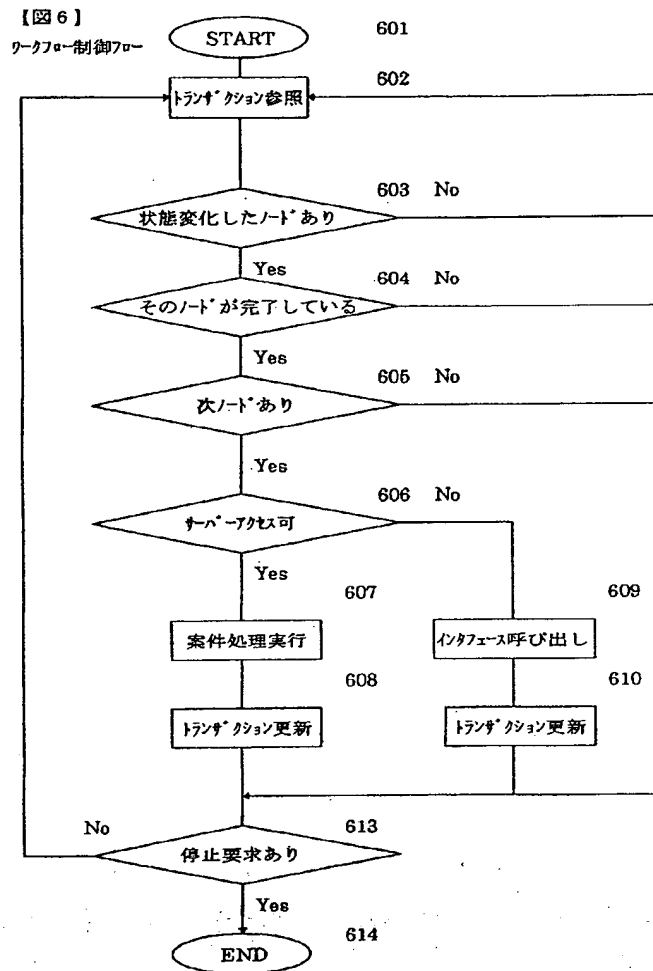 【図6】
ワークフロー制御フロー
START
601
602
トランザクション参照
603 No
状態変化したノードあり
Yes
604 No
そのノードが完了している
Yes
605 No
次ノードあり
Yes
606 No
サーバーアクセス可
Yes
607
609
案件処理実行
インタフェース呼び出し
608
610
トランザクション更新
トランザクション更新
No
613
停止要求あり
Yes
614
END